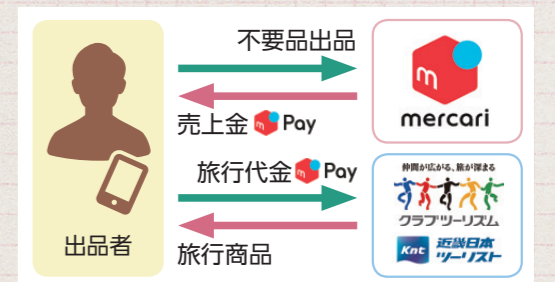 不要品出品
m
mercari
売上金 m Pay
旅行代金 m Pay
仲間が広がる、旅が深まる
クラブツーリズム
Knt 近畿日本
ツーリスト
旅行商品
出品者